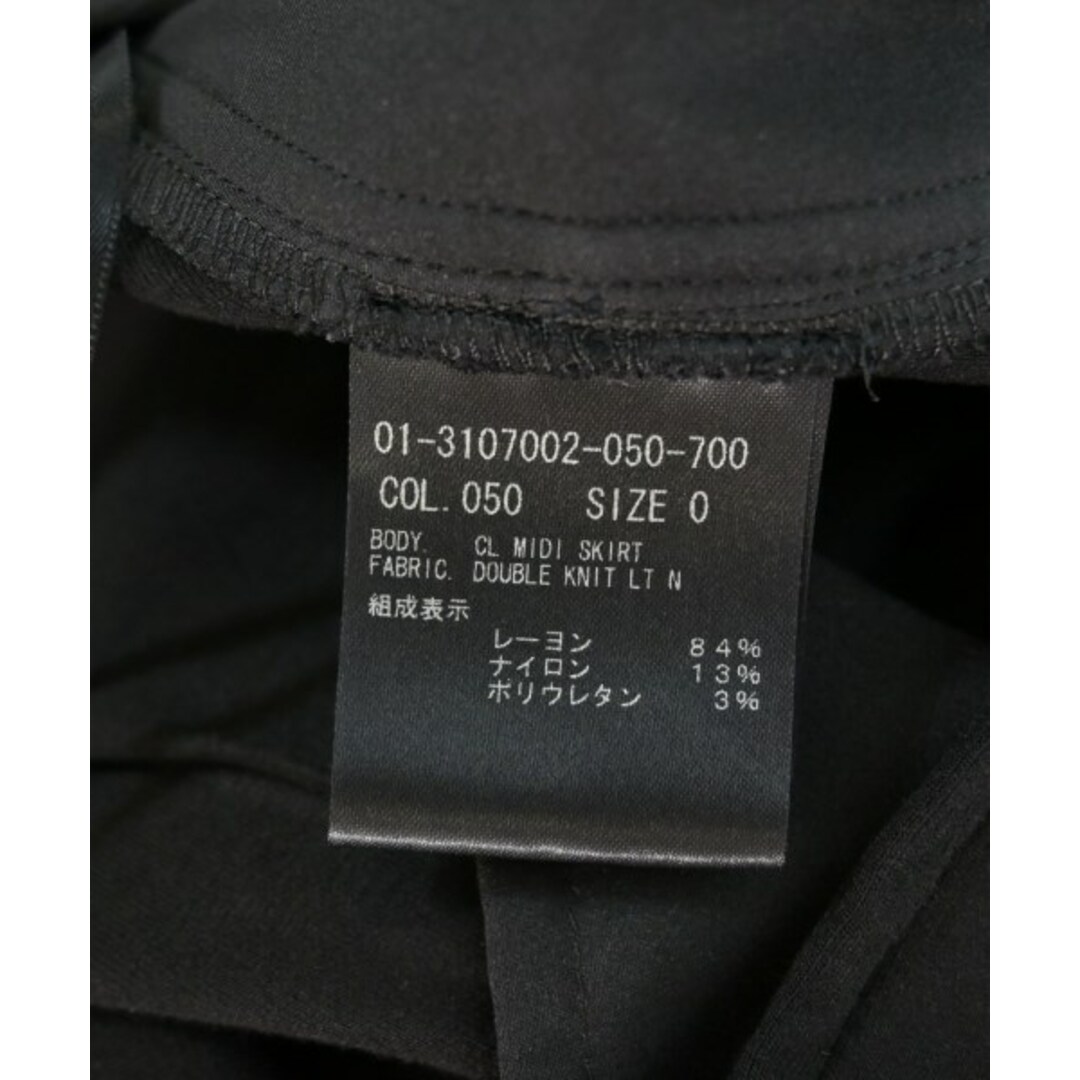 01-3107002-050-700
COL. 050 SIZE 0
BODY. CL MIDI SKIRT
FABRIC. DOUBLE KNIT LT N
組成表示
レーヨン 84%
ナイロン 13%
ポリウレタン 3%